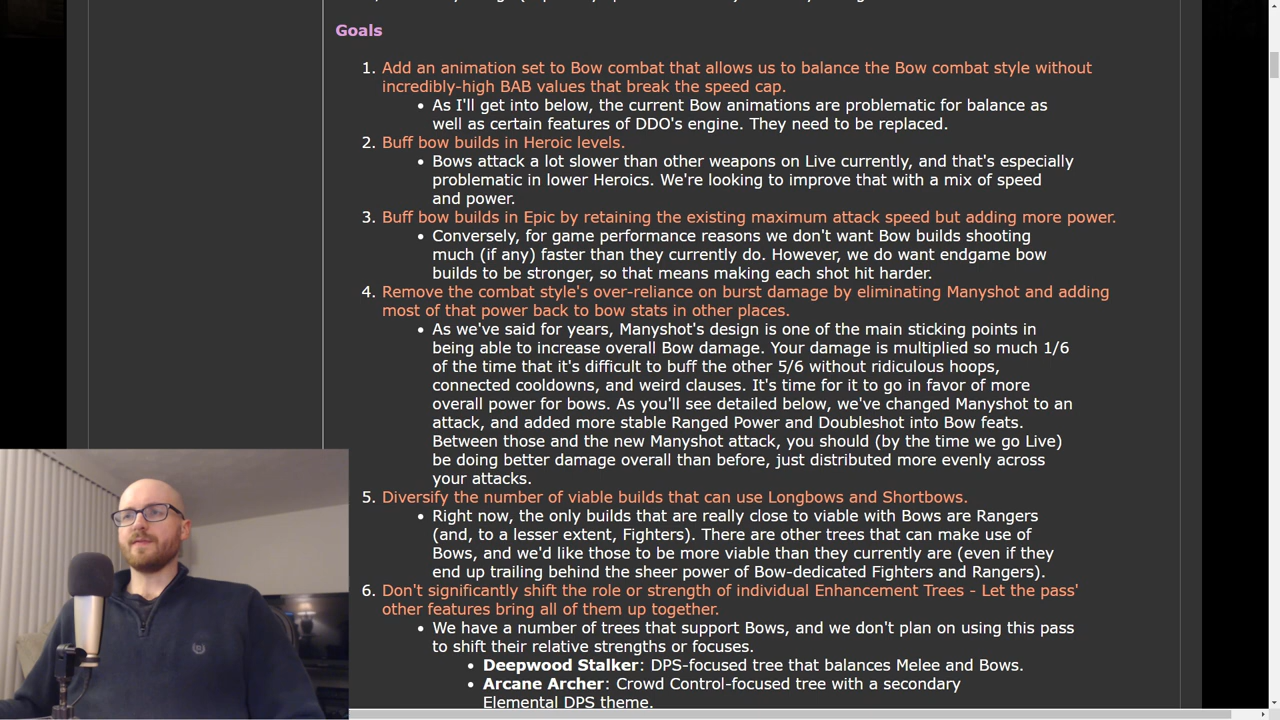 Goals
1. Add an animation set to Bow combat that allows us to balance the Bow combat style without
incredibly-high BAB values that break the speed cap.
• As I'll get into below, the current Bow animations are problematic for balance as
well as certain features of DDO's engine. They need to be replaced.
2. Buff bow builds in Heroic levels.
• Bows attack a lot slower than other weapons on Live currently, and that's especially
problematic in lower Heroics. We're looking to improve that with a mix of speed
and power.
3. Buff bow builds in Epic by retaining the existing maximum attack speed but adding more power.
• Conversely, for game performance reasons we don't want Bow builds shooting
much (if any) faster than they currently do. However, we do want endgame bow
builds to be stronger, so that means making each shot hit harder.
4. Remove the combat style's over-reliance on burst damage by eliminating Manyshot and adding
most of that power back to bow stats in other places.
• As we've said for years, Manyshot's design is one of the main sticking points in
being able to increase overall Bow damage. Your damage is multiplied so much 1/6
of the time that it's difficult to buff the other 5/6 without ridiculous hoops,
connected cooldowns, and weird clauses. It's time for it to go in favor of more
overall power for bows. As you'll see detailed below, we've changed Manyshot to an
attack, and added more stable Ranged Power and Doubleshot into Bow feats.
Between those and the new Manyshot attack, you should (by the time we go Live)
be doing better damage overall than before, just distributed more evenly across
your attacks.
5. Diversify the number of viable builds that can use Longbows and Shortbows.
• Right now, the only builds that are really close to viable with Bows are Rangers
(and, to a lesser extent, Fighters). There are other trees that can make use of
Bows, and we'd like those to be more viable than they currently are (even if they
end up trailing behind the sheer power of Bow-dedicated Fighters and Rangers).
6. Don't significantly shift the role or strength of individual Enhancement Trees - Let the pass'
other features bring all of them up together.
• We have a number of trees that support Bows, and we don't plan on using this pass
to shift their relative strengths or focuses.
• Deepwood Stalker: DPS-focused tree that balances Melee and Bows.
• Arcane Archer: Crowd Control-focused tree with a secondary
Elemental DPS theme.